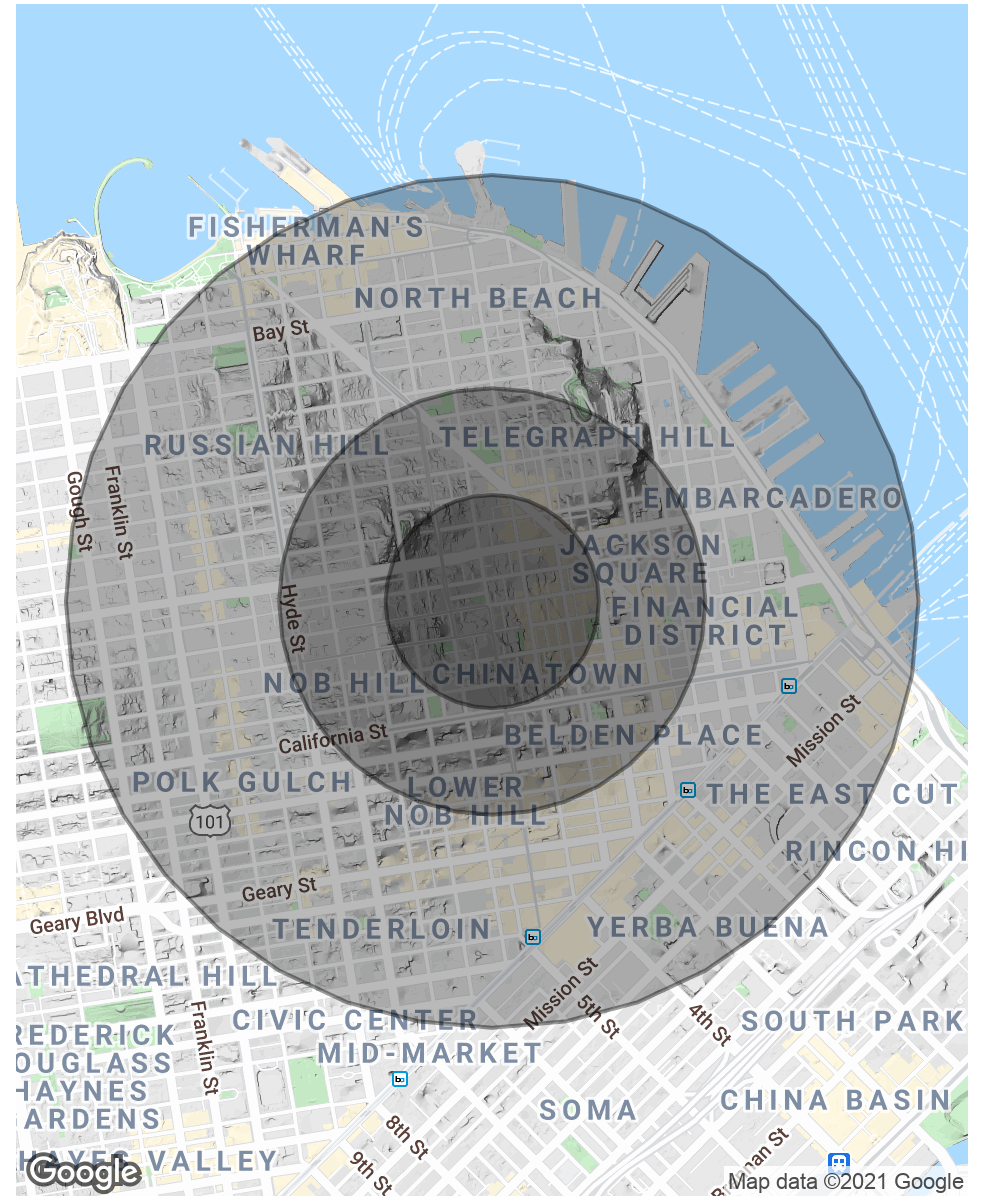 FISHERMAN'S
WHARF
NORTH BEACH
Bay St
RUSSIAN HILL
TELEGRAPH HILL
Gough St
Franklin St
EMBARCADERO
JACKSON
SQUARE
Hyde St
FINANCIAL
DISTRICT
NOB HILL
CHINATOWN
California St
BELDEN PLACE
Mission St
POLK GULCH
LOWER
NOB HILL
THE EAST CUT
101
RINCON HI
Geary St
Geary Blvd
TENDERLOIN
YERBA BUENA
ATHEDRAL HILL
Mission St
5th St
4th St
Franklin St
CIVIC CENTER
SOUTH PARK
REDERICK
OUGLASS
HAYNES
ARDENS
MID-MARKET
SOMA
CHINA BASIN
8th St
9th St
HAYES VALLEY
Google
Map data ©2021 Google